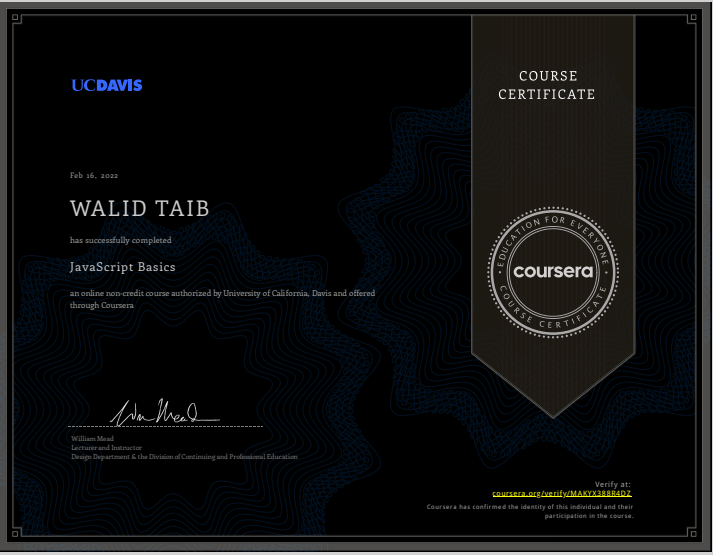 UCDAVIS
COURSE
CERTIFICATE
Feb 16, 2022
WALID TAIB
has successfully completed
JavaScript Basics
an online non-credit course authorized by University of California, Davis and offered
through Coursera
EDUCATION FOR EVERYONE
coursera
COURSE CERTIFICATE
William Mead
William Mead
Lecturer and Instructor
Design Department & the Division of Continuing and Professional Education
Verify at:
coursera.org/verify/MAKYX388R4DZ
Coursera has confirmed the identity of this individual and their
participation in the course.